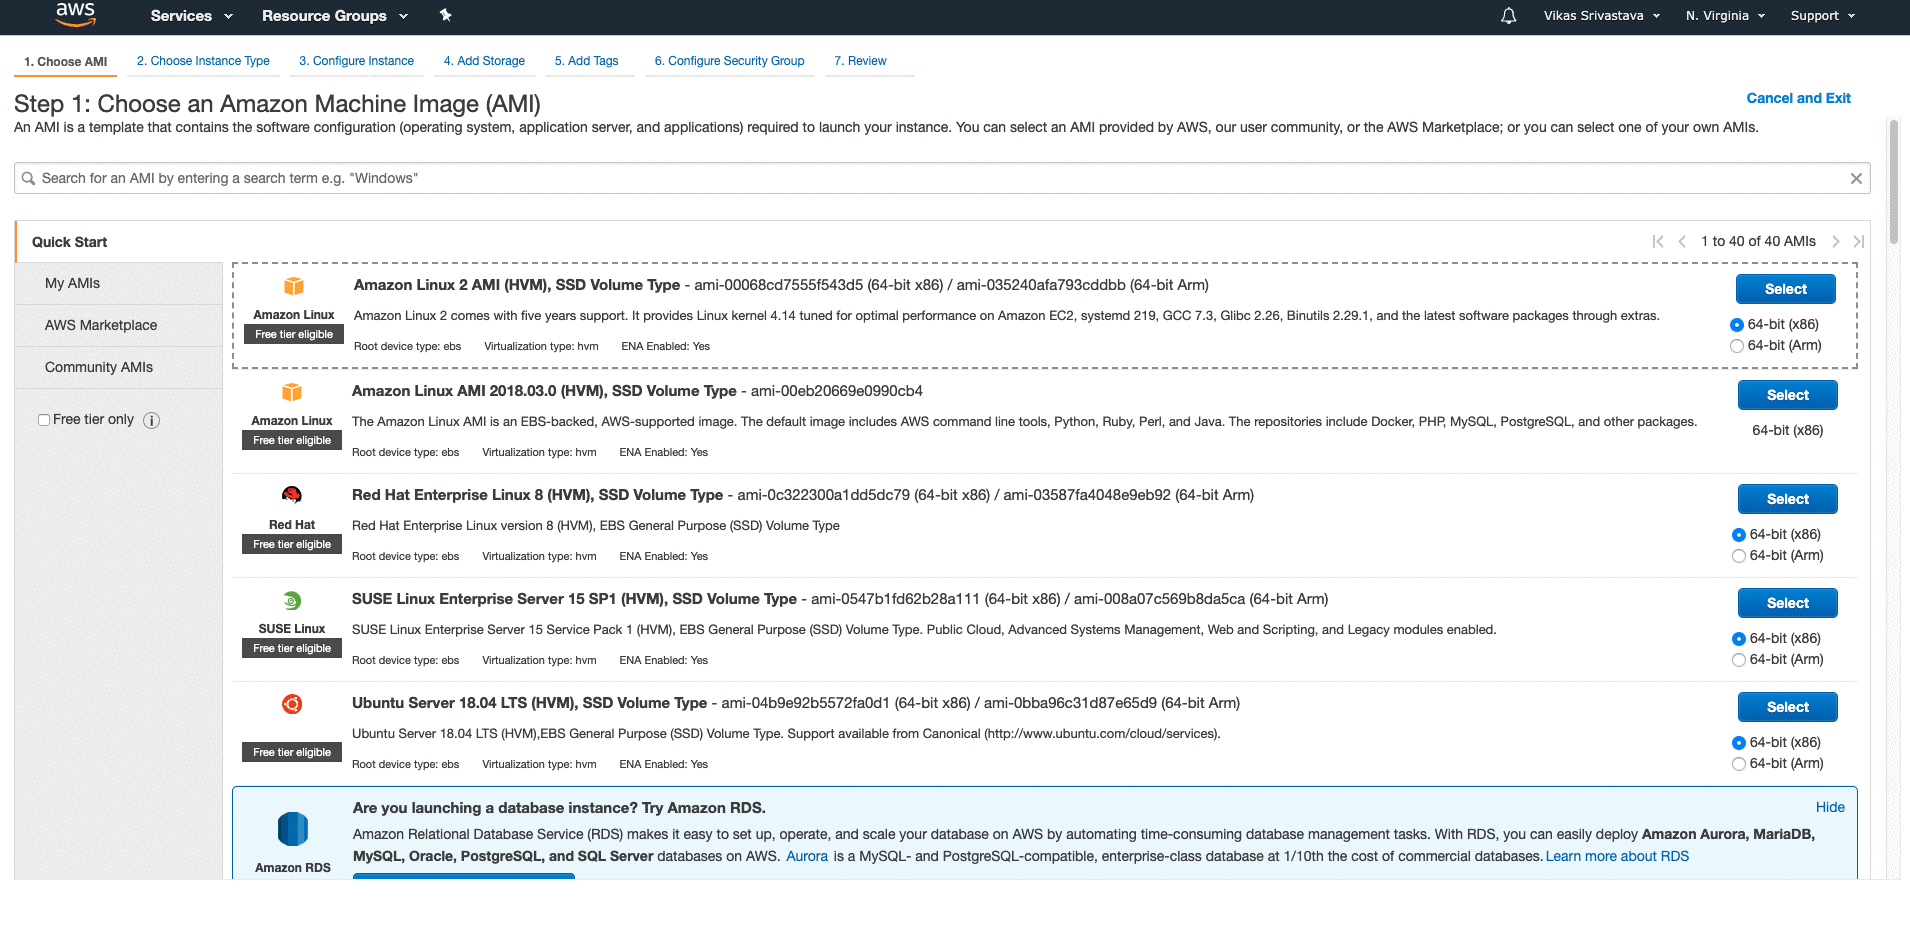 aws Services Resource Groups Vikas Srivastava N. Virginia Support
1. Choose AMI 2. Choose Instance Type 3. Configure Instance 4. Add Storage 5. Add Tags 6. Configure Security Group 7. Review
Step 1: Choose an Amazon Machine Image (AMI)
Cancel and Exit
An AMI is a template that contains the software configuration (operating system, application server, and applications) required to launch your instance. You can select an AMI provided by AWS, our user community, or the AWS Marketplace; or you can select one of your own AMIs.
Search for an AMI by entering a search term e.g. "Windows"
Quick Start
1 to 40 of 40 AMIs
My AMIs
AWS Marketplace
Community AMIs
Free tier only
Amazon Linux
Free tier eligible
Amazon Linux 2 AMI (HVM), SSD Volume Type - ami-00068cd7555f543d5 (64-bit x86) / ami-035240afa793cddbb (64-bit Arm)
Amazon Linux 2 comes with five years support. It provides Linux kernel 4.14 tuned for optimal performance on Amazon EC2, systemd 219, GCC 7.3, Glibc 2.26, Binutils 2.29.1, and the latest software packages through extras.
Root device type: ebs Virtualization type: hvm ENA Enabled: Yes
Select
64-bit (x86)
64-bit (Arm)
Amazon Linux
Free tier eligible
Amazon Linux AMI 2018.03.0 (HVM), SSD Volume Type - ami-00eb20669e0990cb4
The Amazon Linux AMI is an EBS-backed, AWS-supported image. The default image includes AWS command line tools, Python, Ruby, Perl, and Java. The repositories include Docker, PHP, MySQL, PostgreSQL, and other packages.
Root device type: ebs Virtualization type: hvm ENA Enabled: Yes
Select
64-bit (x86)
Red Hat
Free tier eligible
Red Hat Enterprise Linux 8 (HVM), SSD Volume Type - ami-0c322300a1dd5dc79 (64-bit x86) / ami-03587fa4048e9eb92 (64-bit Arm)
Red Hat Enterprise Linux version 8 (HVM), EBS General Purpose (SSD) Volume Type
Root device type: ebs Virtualization type: hvm ENA Enabled: Yes
Select
64-bit (x86)
64-bit (Arm)
SUSE Linux
Free tier eligible
SUSE Linux Enterprise Server 15 SP1 (HVM), SSD Volume Type - ami-0547b1fd62b28a111 (64-bit x86) / ami-008a07c569b8da5ca (64-bit Arm)
SUSE Linux Enterprise Server 15 Service Pack 1 (HVM), EBS General Purpose (SSD) Volume Type. Public Cloud, Advanced Systems Management, Web and Scripting, and Legacy modules enabled.
Root device type: ebs Virtualization type: hvm ENA Enabled: Yes
Select
64-bit (x86)
64-bit (Arm)
Free tier eligible
Ubuntu Server 18.04 LTS (HVM), SSD Volume Type - ami-04b9e92b5572fa0d1 (64-bit x86) / ami-0bba96c31d87e65d9 (64-bit Arm)
Ubuntu Server 18.04 LTS (HVM),EBS General Purpose (SSD) Volume Type. Support available from Canonical (http://www.ubuntu.com/cloud/services).
Root device type: ebs Virtualization type: hvm ENA Enabled: Yes
Select
64-bit (x86)
64-bit (Arm)
Amazon RDS
Are you launching a database instance? Try Amazon RDS.
Hide
Amazon Relational Database Service (RDS) makes it easy to set up, operate, and scale your database on AWS by automating time-consuming database management tasks. With RDS, you can easily deploy Amazon Aurora, MariaDB,
MySQL, Oracle, PostgreSQL, and SQL Server databases on AWS. Aurora is a MySQL- and PostgreSQL-compatible, enterprise-class database at 1/10th the cost of commercial databases. Learn more about RDS